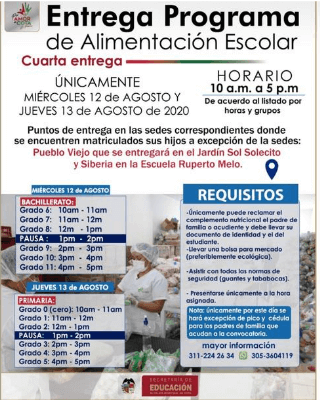 AMOR x COTA
Entrega Programa
de Alimentación Escolar
Cuarta entrega
ÚNICAMENTE
MIÉRCOLES 12 DE AGOSTO Y
JUEVES 13 DE AGOSTO DE 2020
HORARIO
10 a.m. a 5 p.m
De acuerdo al listado por
horas y grupos
Puntos de entrega en las sedes correspondientes donde
se encuentren matriculados sus hijos a excepción de la sedes:
Pueblo Viejo que se entregará en el Jardín Sol Solecito
y Siberia en la Escuela Ruperto Melo.
MIÉRCOLES 12 DE AGOSTO
BACHILLERATO:
Grado 6: 10am - 11am
Grado 7: 11am - 12m
Grado 8: 12m - 1pm
PAUSA : 1pm - 2pm
Grado 9: 2pm - 3pm
Grado 10: 3pm - 4pm
Grado 11: 4pm - 5pm
JUEVES 13 DE AGOSTO
PRIMARIA:
Grado 0 (cero): 10am - 11am
Grado 1: 11am - 12m
Grado 2: 12m - 1pm
PAUSA: 1pm - 2pm
Grado 3: 2pm - 3pm
Grado 4: 3pm - 4pm
Grado 5: 4pm - 5pm
REQUISITOS
-Únicamente puede reclamar el
complemento nutricional el padre de
familia o acudiente y debe llevar su
documento de identidad y el del
estudiante.
- Llevar una bolsa para mercado
(preferiblemente ecológica).
-Asistir con todas las normas de
seguridad (guantes y tapabocas).
- Presentarse únicamente a la hora
asignada.
Nota: únicamente por este día se
hará excepción de pico y cédula
para los padres de familia que
acudan a la convocatoria.
mayor información
311-224 26 34 305-3604119
SECRETARÍA DE
EDUCACIÓN